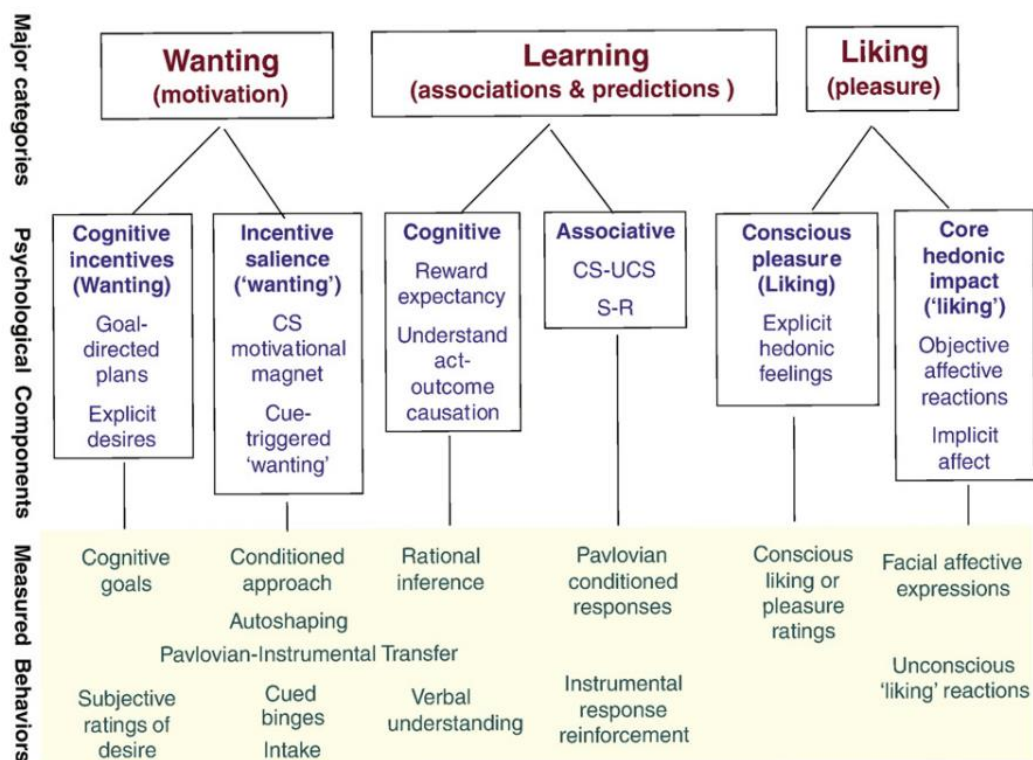 Major categories
Wanting
(motivation)
Learning
(associations & predictions )
Liking
(pleasure)
Psychological Components
Cognitive
incentives
(Wanting)
Goal-
directed
plans
Explicit
desires
Incentive
salience
(‘wanting’)
CS
motivational
magnet
Cue-
triggered
‘wanting’
Cognitive
Reward
expectancy
Understand
act-
outcome
causation
Associative
CS-UCS
S-R
Conscious
pleasure
(Liking)
Explicit
hedonic
feelings
Core
hedonic
impact
(‘liking’)
Objective
affective
reactions
Implicit
affect
Measured Behaviors
Cognitive
goals
Conditioned
approach
Autoshaping
Rational
inference
Pavlovian
conditioned
responses
Conscious
liking or
pleasure
ratings
Facial affective
expressions
Pavlovian-Instrumental Transfer
Subjective
ratings of
desire
Cued
binges
Intake
Verbal
understanding
Instrumental
response
reinforcement
Unconscious
‘liking’ reactions